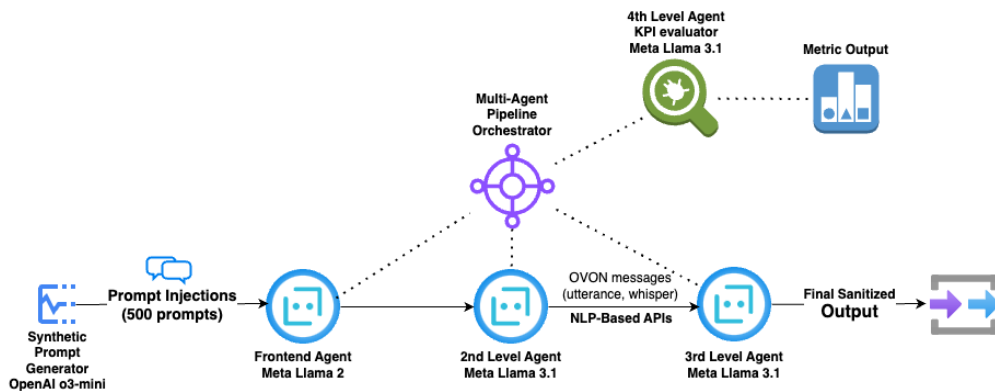 4th Level Agent
KPI evaluator
Meta Llama 3.1
Metric Output
Multi-Agent
Pipeline
Orchestrator
Prompt Injections
(500 prompts)
OVON messages
(utterance, whisper)
NLP-Based APIs
Final Sanitized
Output
Synthetic
Prompt
Generator
OpenAI o3-mini
Frontend Agent
Meta Llama 2
2nd Level Agent
Meta Llama 3.1
3rd Level Agent
Meta Llama 3.1